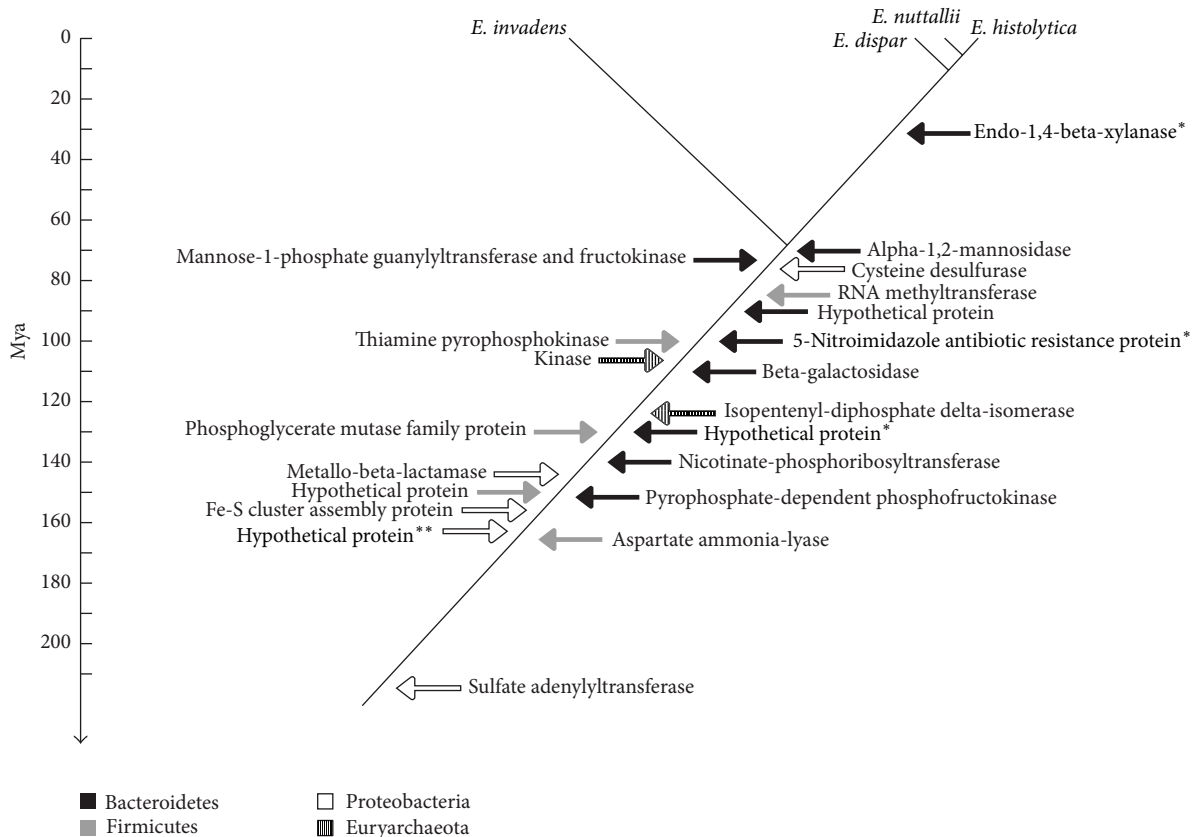 E. invadens
E. nuttallii
E. dispar
E. histolytica
0
20
40
60
80
100
120
140
160
180
200
Mya
Endo-1,4-beta-xylanase*
Alpha-1,2-mannosidase
Mannose-1-phosphate guanylyltransferase and fructokinase
Cysteine desulfurase
RNA methyltransferase
Hypothetical protein
Thiamine pyrophosphokinase
5-Nitroimidazole antibiotic resistance protein*
Kinase
Beta-galactosidase
Isopentenyl-diphosphate delta-isomerase
Phosphoglycerate mutase family protein
Hypothetical protein*
Nicotinate-phosphoribosyltransferase
Metallo-beta-lactamase
Hypothetical protein
Pyrophosphate-dependent phosphofructokinase
Fe-S cluster assembly protein
Hypothetical protein**
Aspartate ammonia-lyase
Sulfate adenylyltransferase
Bacteroidetes
Firmicutes
Proteobacteria
Euryarchaeota